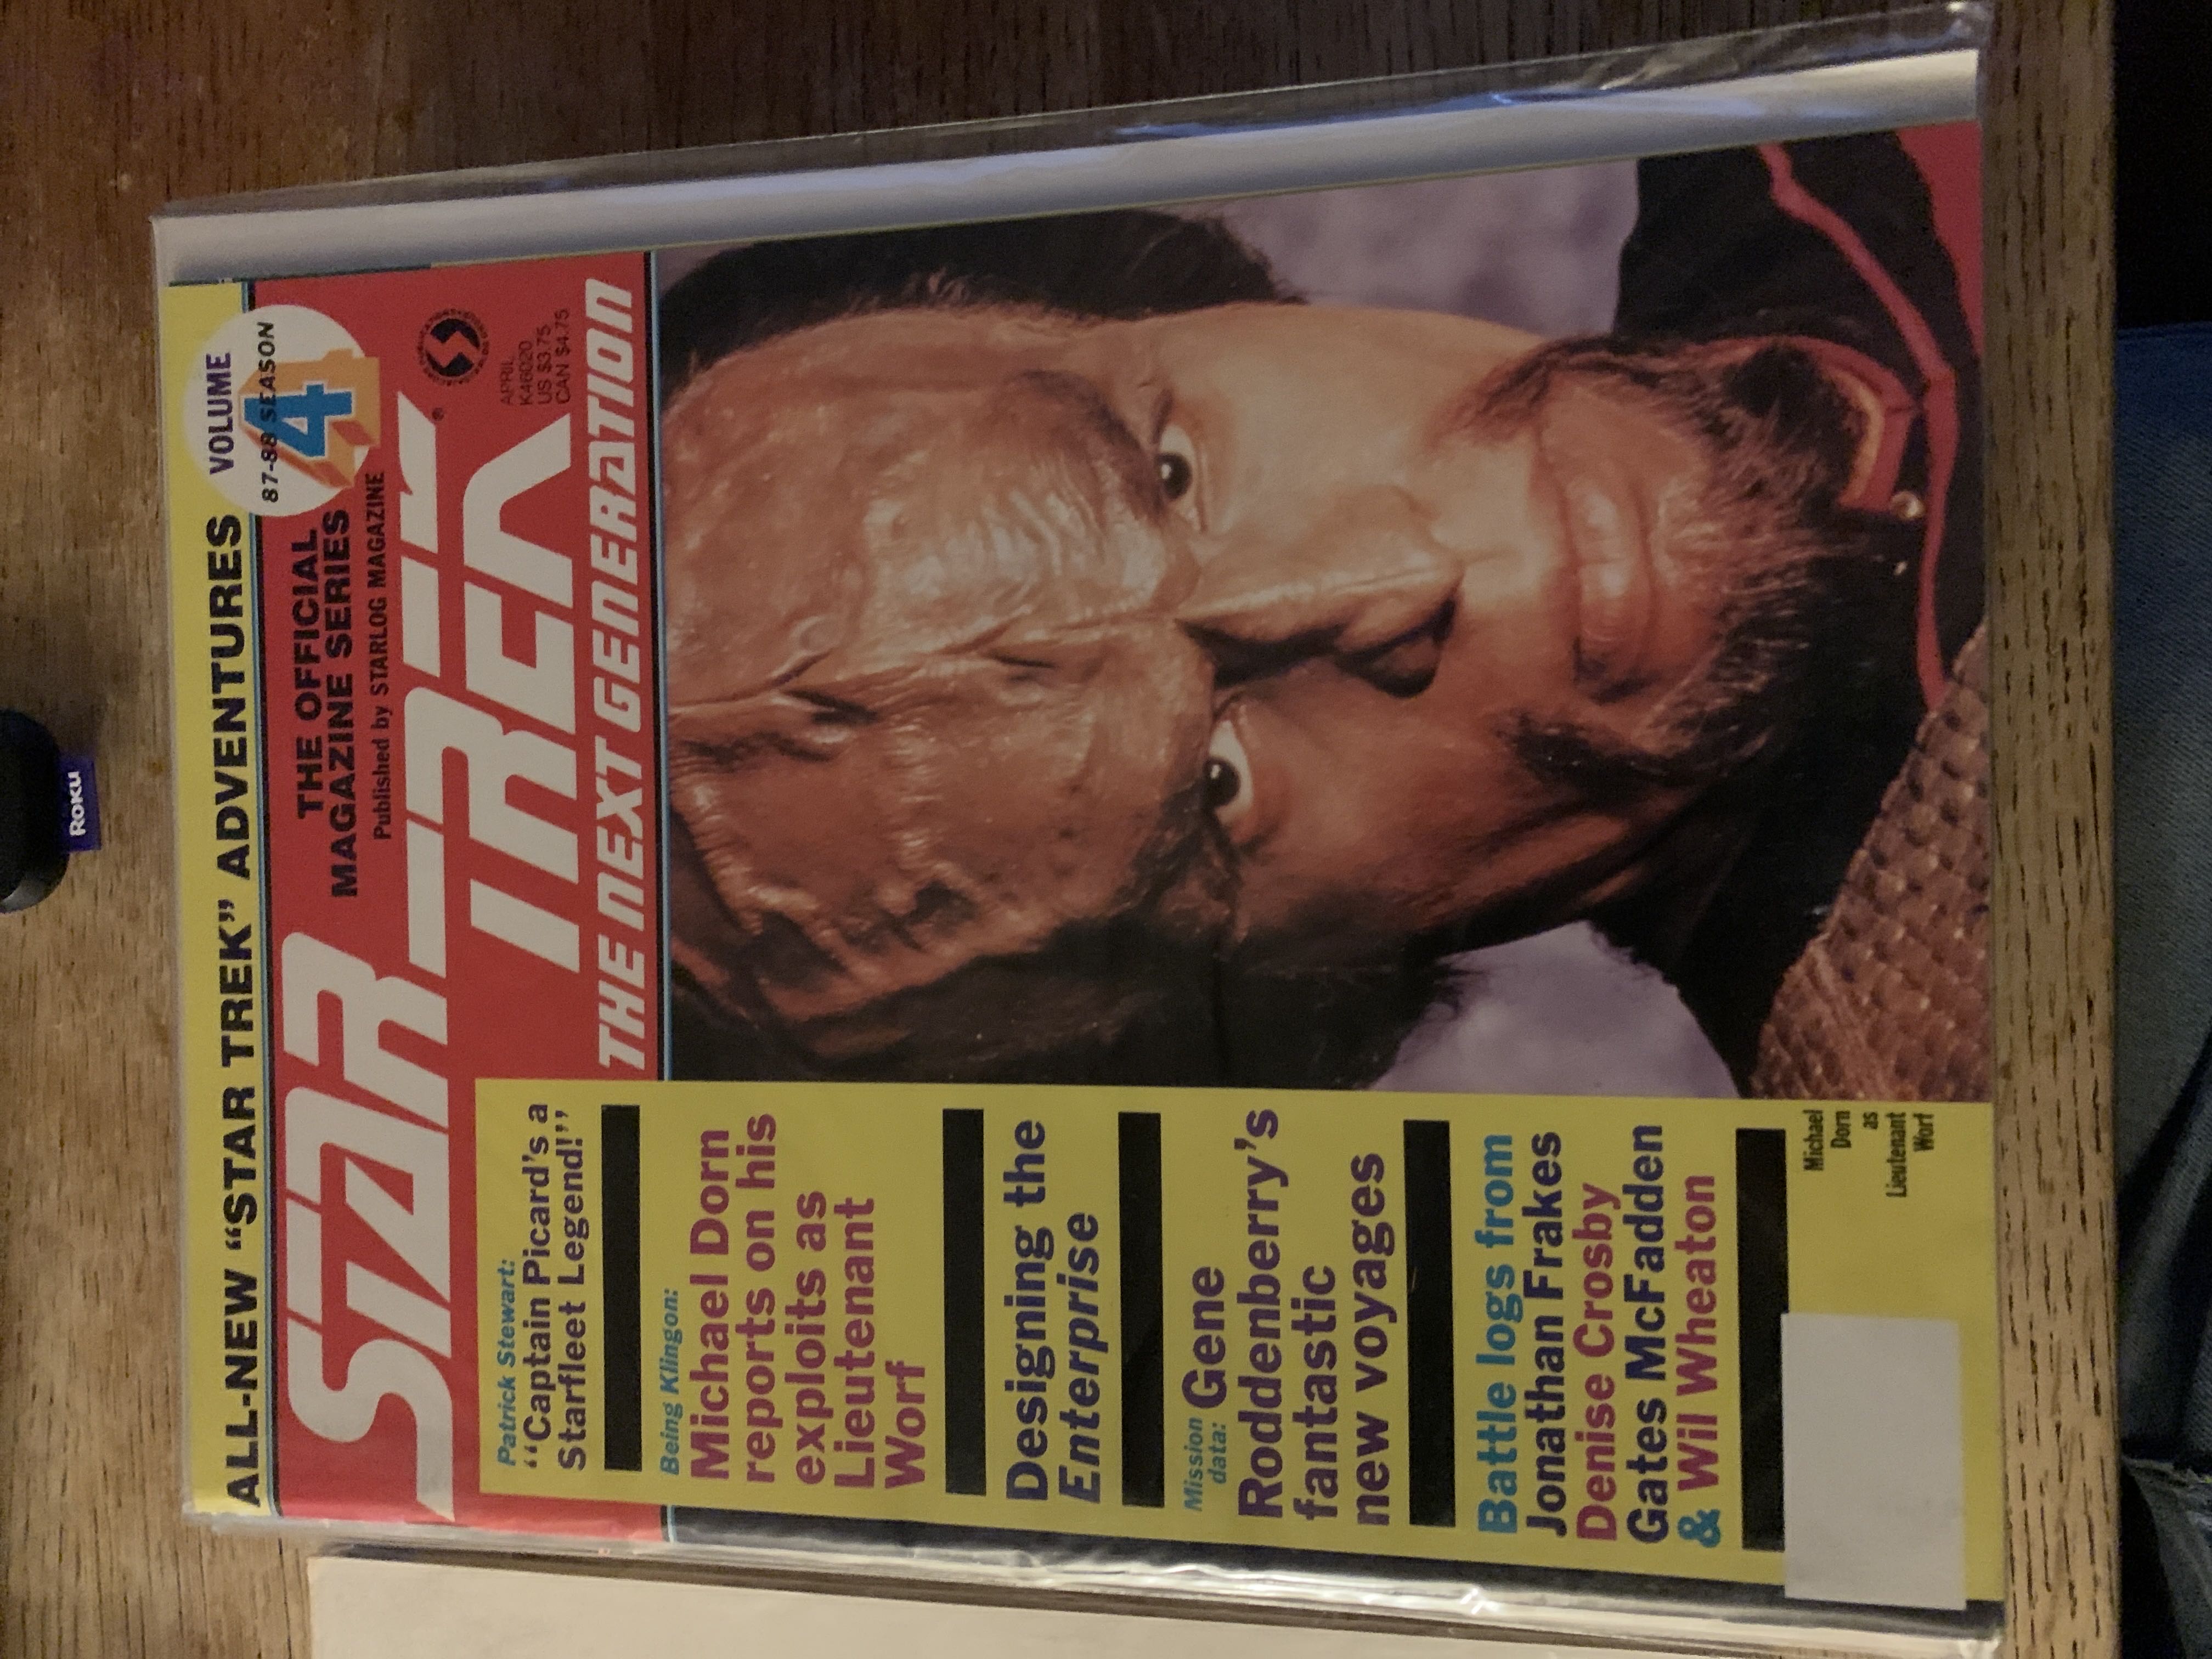 ALL-NEW “STAR TREK” ADVENTURES
VOLUME
87-88 SEASON
4
THE OFFICIAL
MAGAZINE SERIES
Published by STARLOG MAGAZINE
STAR
TREK®
THE NEXT GENERATION
APRIL
K46020
US $3.75
CAN $4.75
Patrick Stewart:
“Captain Picard’s a
Starfleet Legend!”
Being Klingon:
Michael Dorn
reports on his
exploits as
Lieutenant
Worf
Designing the
Enterprise
Mission
data: Gene
Roddenberry’s
fantastic
new voyages
Battle logs from
Jonathan Frakes
Denise Crosby
Gates McFadden
& Wil Wheaton
Michael
Dorn
as
Lieutenant
Worf
ROKU